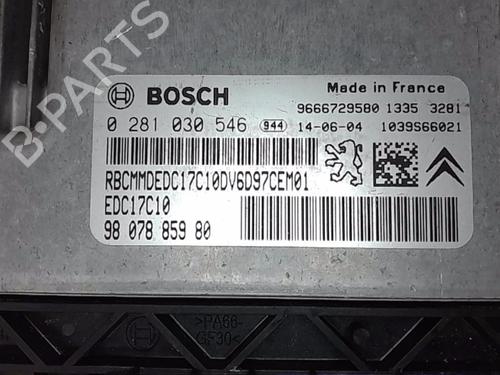 B-PARTS
BOSCH
Made in France
9666729580 1335 3281
0 281 030 546 944 14-06-04 1039S66021
RBCMMDEDC17C10DV6D97CEM01
EDC17C10
98 078 859 80
>PA66-
GF30<